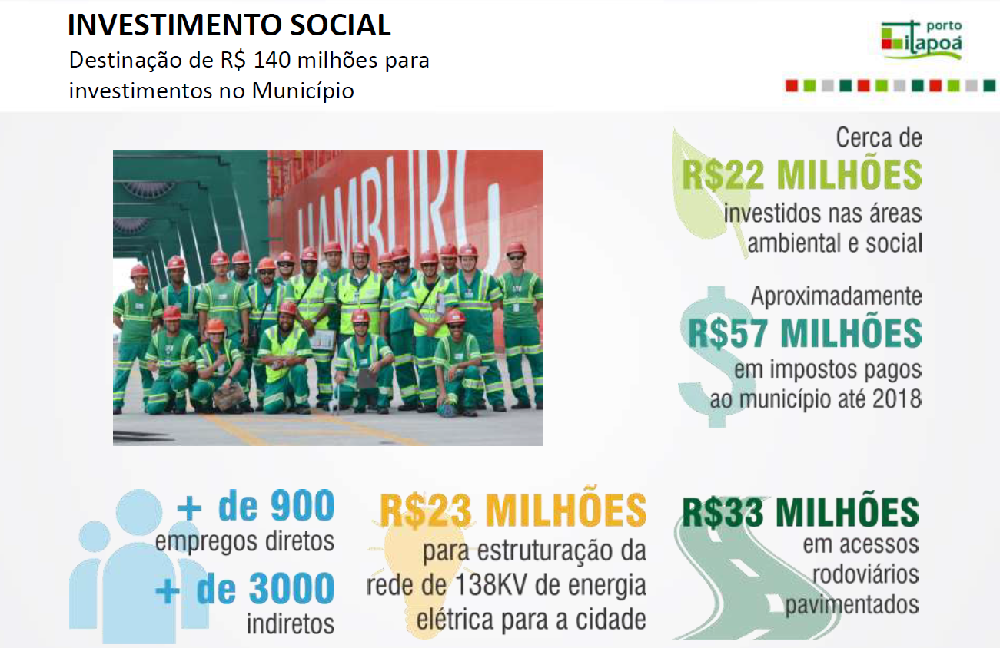 INVESTIMENTO SOCIAL
Destinação de R$ 140 milhões para
investimentos no Município
porto
itapoá
Cerca de
R$22 MILHÕES
investidos nas áreas
ambiental e social
HAMBURG
Aproximadamente
R$57 MILHÕES
em impostos pagos
ao município até 2018
+ de 900
empregos diretos
+ de 3000
indiretos
R$23 MILHÕES
para estruturação da
rede de 138KV de energia
elétrica para a cidade
R$33 MILHÕES
em acessos
rodoviários
pavimentados